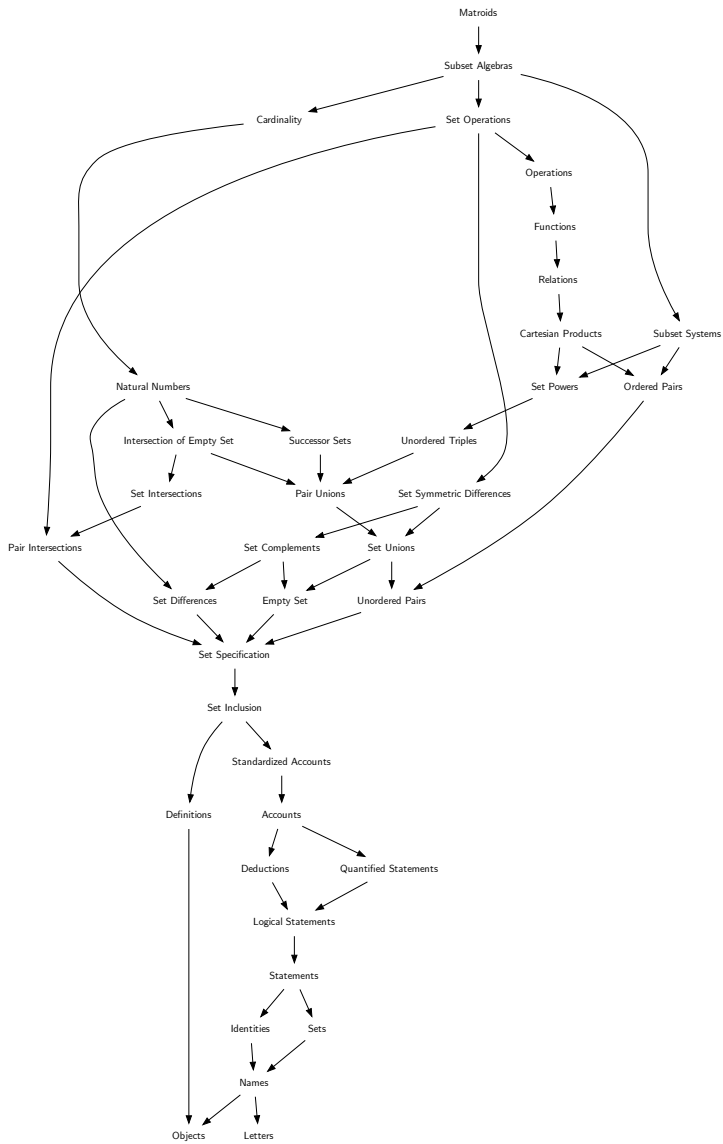 Matroids
Subset Algebras
Cardinality
Set Operations
Operations
Functions
Relations
Cartesian Products
Subset Systems
Natural Numbers
Set Powers
Ordered Pairs
Intersection of Empty Set
Successor Sets
Unordered Triples
Set Intersections
Pair Unions
Set Symmetric Differences
Pair Intersections
Set Complements
Set Unions
Set Differences
Empty Set
Unordered Pairs
Set Specification
Set Inclusion
Standardized Accounts
Definitions
Accounts
Deductions
Quantified Statements
Logical Statements
Statements
Identities
Sets
Names
Objects
Letters